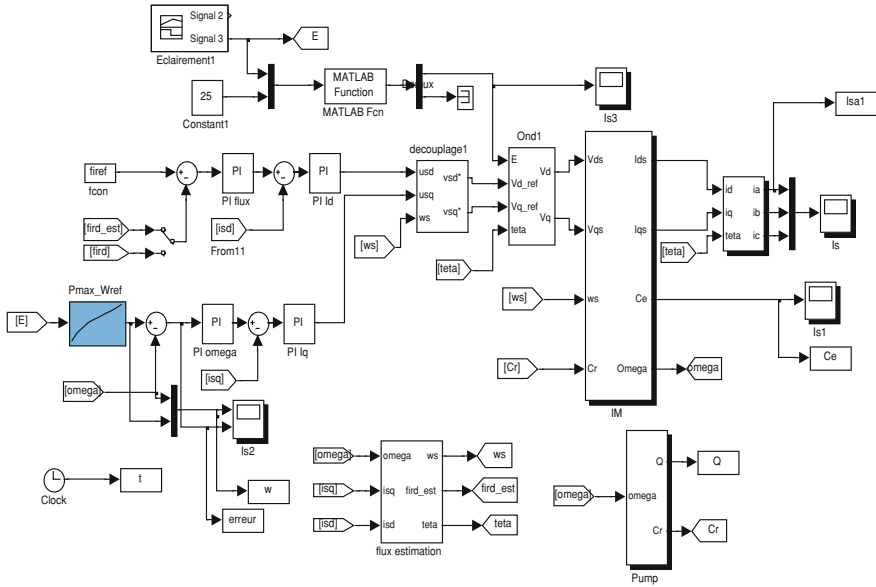 Signal 2
Signal 3
Eclairement1
E
25
Constant1
MATLAB
Function
MATLAB Fcn
Is3
Isa1
Ond1
E
Vd_ref
Vq_ref
teta
Vd
Vq
decouplage1
usd
usq
ws
vsd*
vsq*
[ws]
[teta]
firef
fcon
PI
PI flux
PI
PI Id
[isd]
From11
[fird_est]
[fird]
Vds
Vqs
ws
Cr
Ids
Iqs
Ce
Omega
IM
id
iq
teta
ia
ib
ic
[teta]
Is
Is1
Ce
omega
[ws]
[Cr]
Pmax_Wref
[E]
PI
PI omega
PI
PI Iq
[isq]
[omega]
Is2
Clock
t
w
erreur
[omega]
[isq]
[isd]
omega
isq
isd
ws
fird_est
teta
flux estimation
ws
fird_est
teta
[omega]
omega
Q
Cr
Pump
Q
Cr